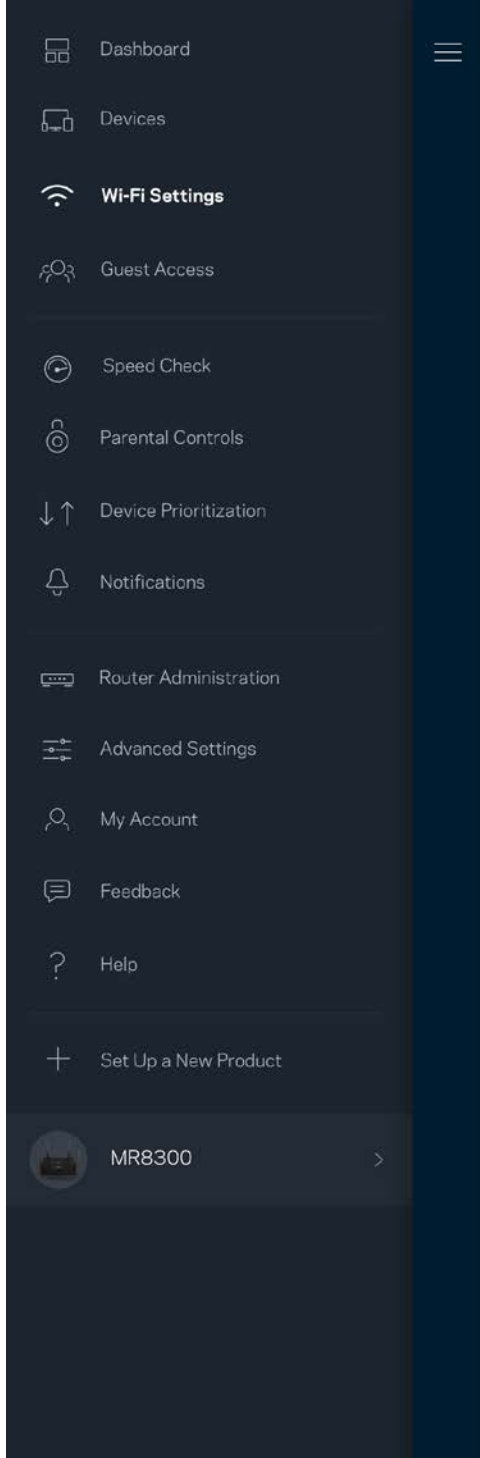 Dashboard
Devices
Wi-Fi Settings
Guest Access
Speed Check
Parental Controls
Device Prioritization
Notifications
Router Administration
Advanced Settings
My Account
Feedback
Help
Set Up a New Product
MR8300